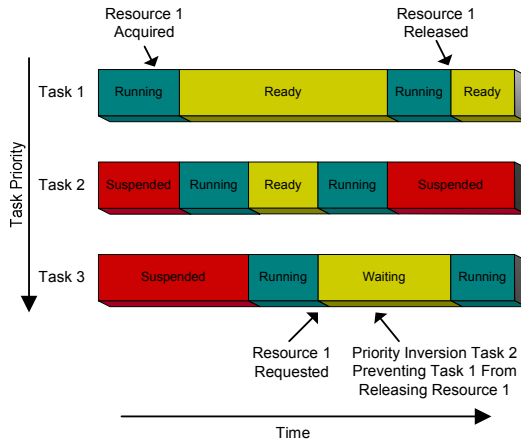 Resource 1
Acquired
Resource 1
Released
Task 1
Running
Ready
Running
Ready
Task Priority
Task 2
Suspended
Running
Ready
Running
Suspended
Task 3
Suspended
Running
Waiting
Running
Resource 1
Requested
Priority Inversion Task 2
Preventing Task 1 From
Releasing Resource 1
Time